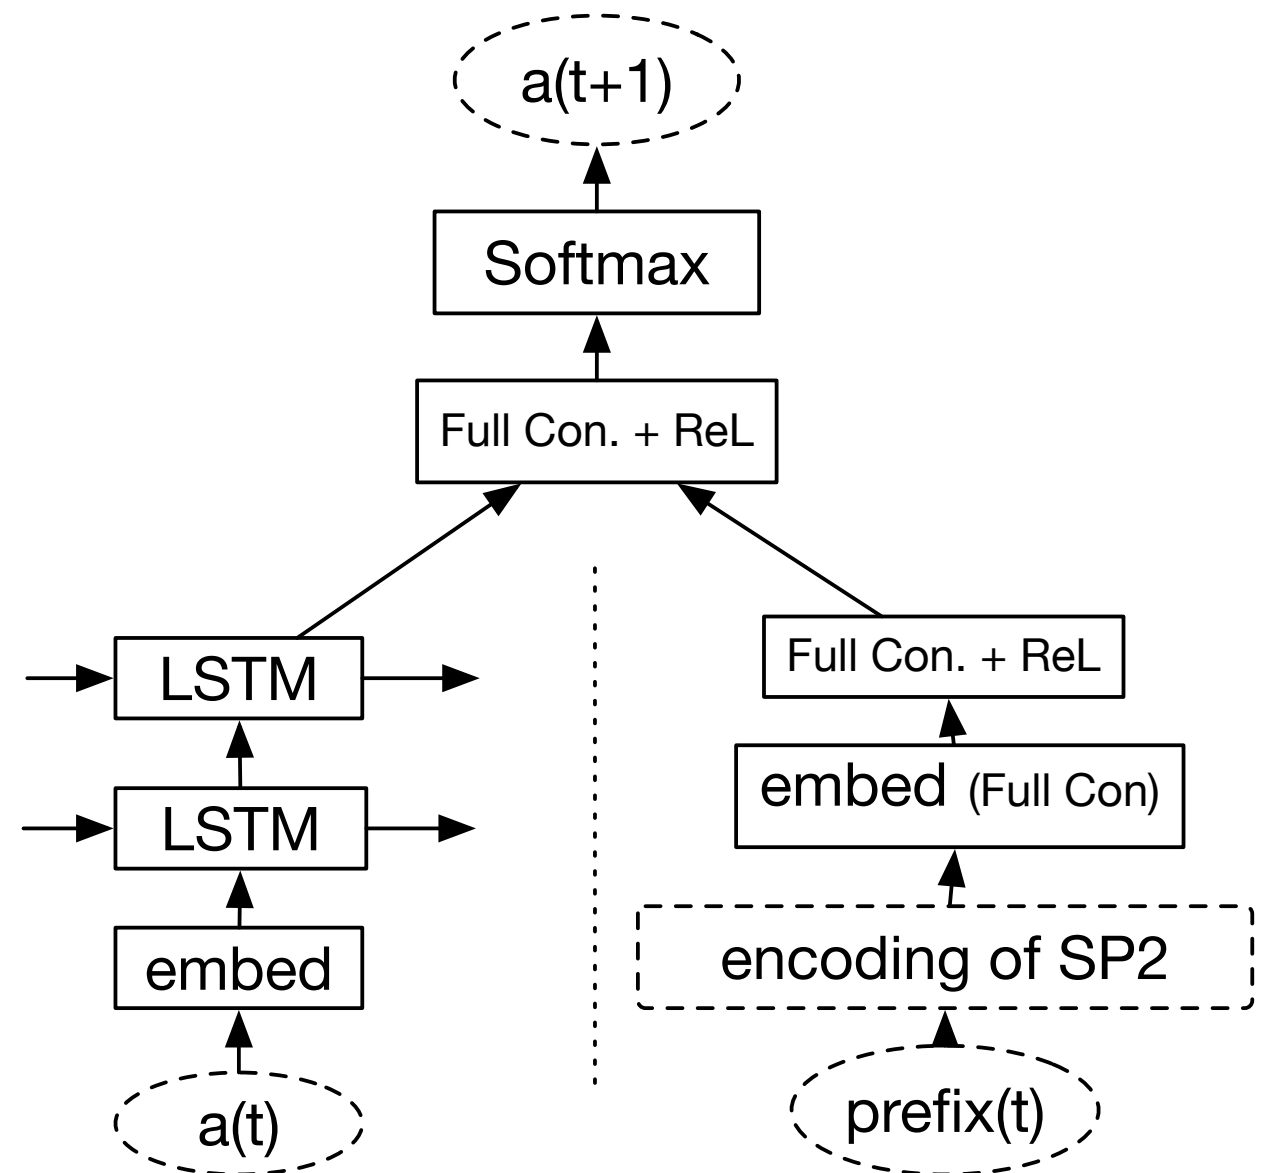 a(t+1)
Softmax
Full Con. + ReL
LSTM
LSTM
embed
a(t)
Full Con. + ReL
embed (Full Con)
encoding of SP2
prefix(t)